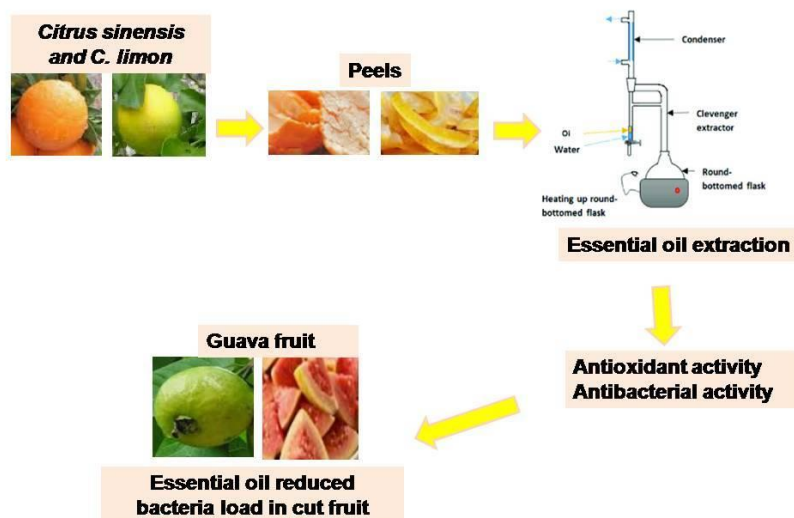 Citrus sinensis
and C. limon
Peels
Condenser
Clevenger
extractor
Oi
Water
Round-
bottomed flask
Heating up round-
bottomed flask
Essential oil extraction
Antioxidant activity
Antibacterial activity
Guava fruit
Essential oil reduced
bacteria load in cut fruit